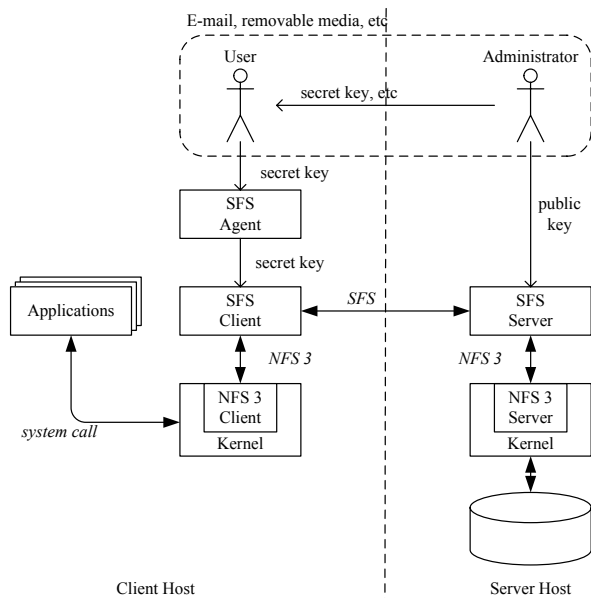 E-mail, removable media, etc
User
Administrator
secret key, etc
secret key
SFS
Agent
public
key
secret key
Applications
SFS
Client
SFS
SFS
Server
NFS 3
NFS 3
NFS 3
Client
Kernel
NFS 3
Server
Kernel
system call
Client Host
Server Host